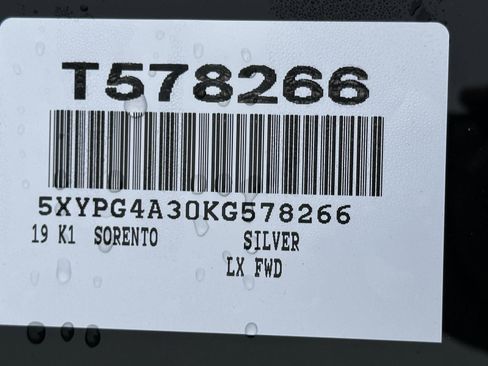 T578266
5XYPG4A30KG578266
19 K1 SORENTO SILVER
LX FWD